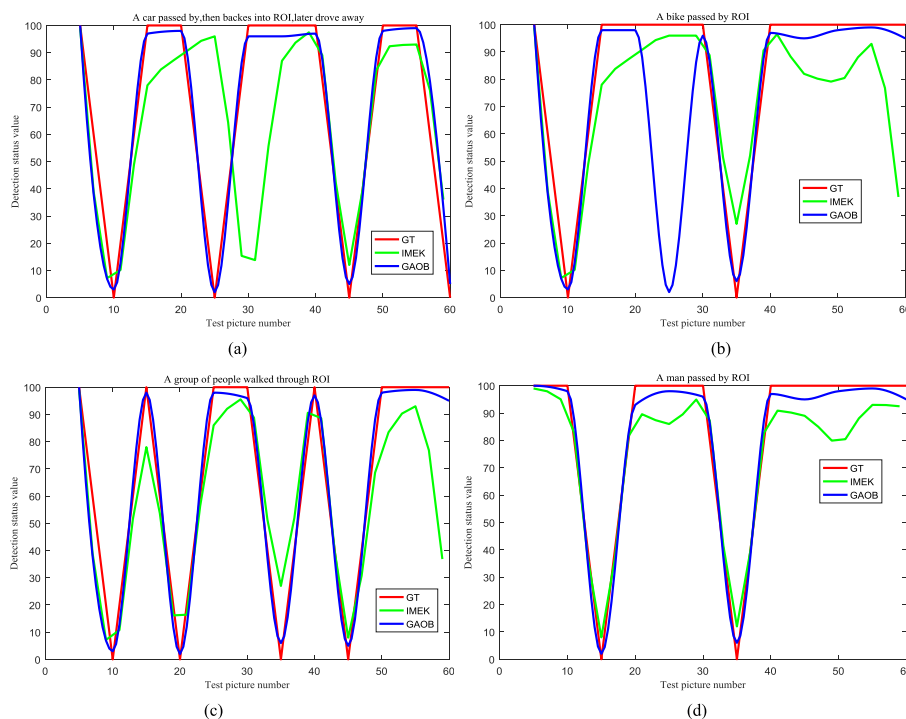 A car passed by,then backes into ROI,later drove away
100
90
80
70
60
50
40
30
20
10
0
Detection status value
GT
IMEK
GAOB
0 10 20 30 40 50 60
Test picture number
(a)
A bike passed by ROI
100
90
80
70
60
50
40
30
20
10
0
Detection status value
GT
IMEK
GAOB
0 10 20 30 40 50 60
Test picture number
(b)
A group of people walked through ROI
100
90
80
70
60
50
40
30
20
10
0
Detection status value
GT
IMEK
GAOB
0 10 20 30 40 50 60
Test picture number
(c)
A man passed by ROI
100
90
80
70
60
50
40
30
20
10
0
Detection status value
GT
IMEK
GAOB
0 10 20 30 40 50 60
Test picture number
(d)